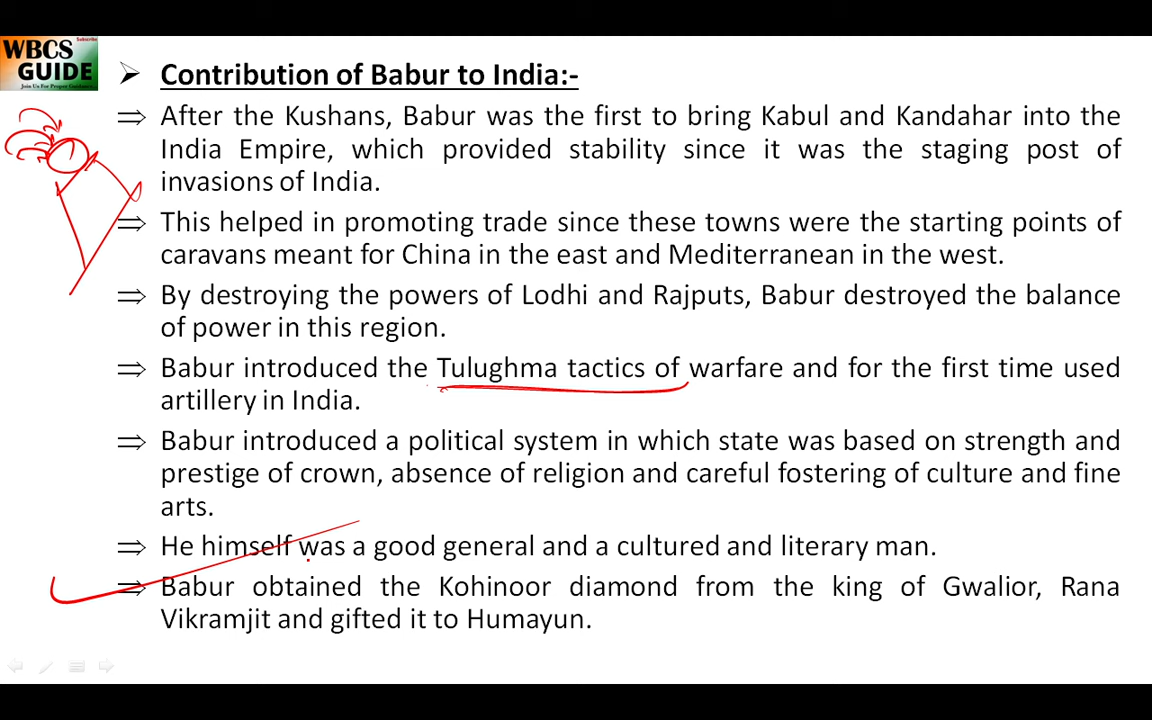 Subscribe
WBCS
GUIDE
➢ Contribution of Babur to India:-
⇒ After the Kushans, Babur was the first to bring Kabul and Kandahar into the
India Empire, which provided stability since it was the staging post of
invasions of India.
⇒ This helped in promoting trade since these towns were the starting points of
caravans meant for China in the east and Mediterranean in the west.
⇒ By destroying the powers of Lodhi and Rajputs, Babur destroyed the balance
of power in this region.
⇒ Babur introduced the Tulughma tactics of warfare and for the first time used
artillery in India.
⇒ Babur introduced a political system in which state was based on strength and
prestige of crown, absence of religion and careful fostering of culture and fine
arts.
⇒ He himself was a good general and a cultured and literary man.
⇒ Babur obtained the Kohinoor diamond from the king of Gwalior, Rana
Vikramjit and gifted it to Humayun.